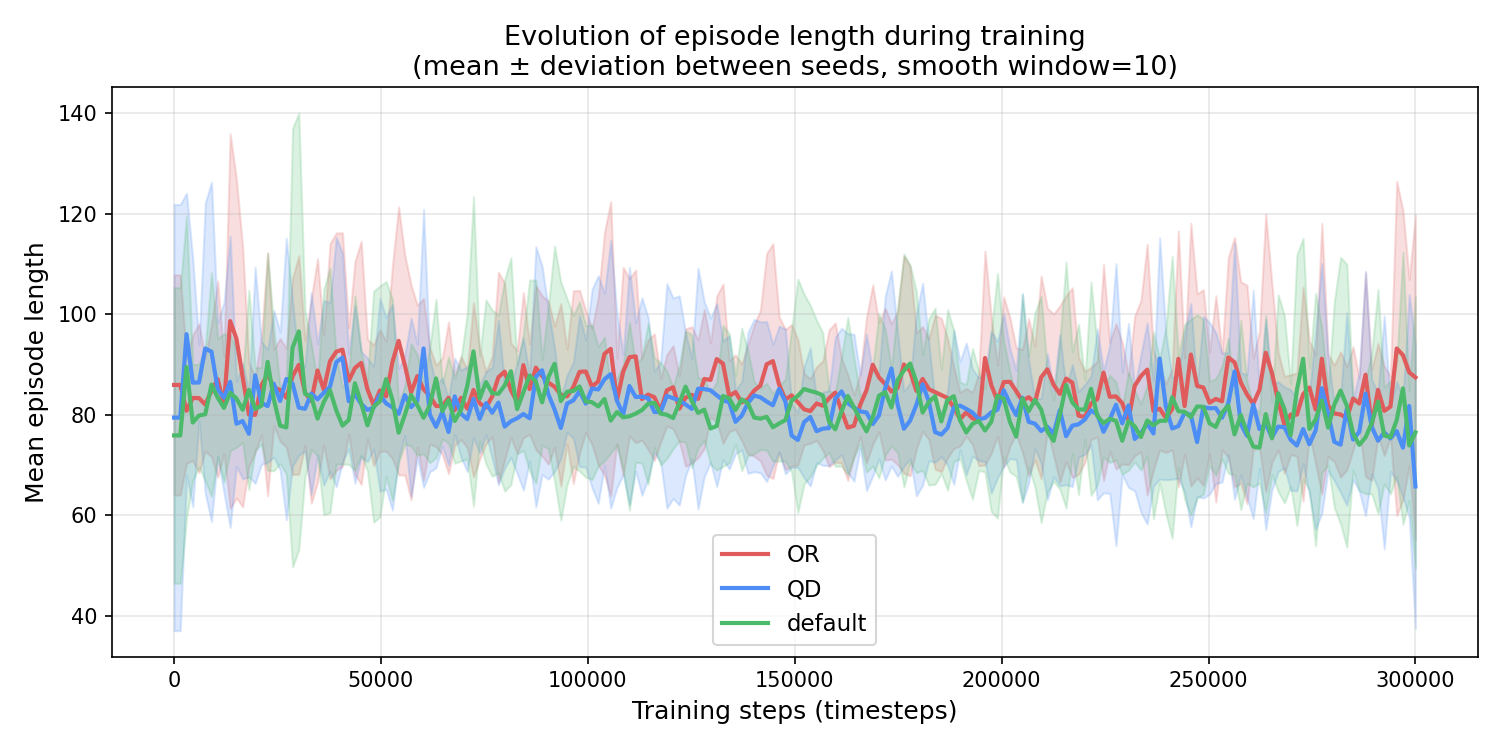 Evolution of episode length during training
(mean ± deviation between seeds, smooth window=10)
Mean episode length
140
120
100
80
60
40
OR
QD
default
0
50000
100000
150000
200000
250000
300000
Training steps (timesteps)